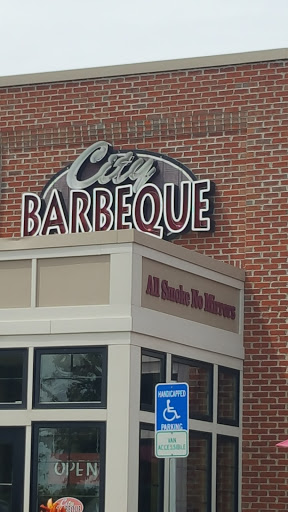 City
BARBEQUE
All Smoke No Mirrors
HANDICAPPED
PARKING
VAN
ACCESSIBLE
OPEN